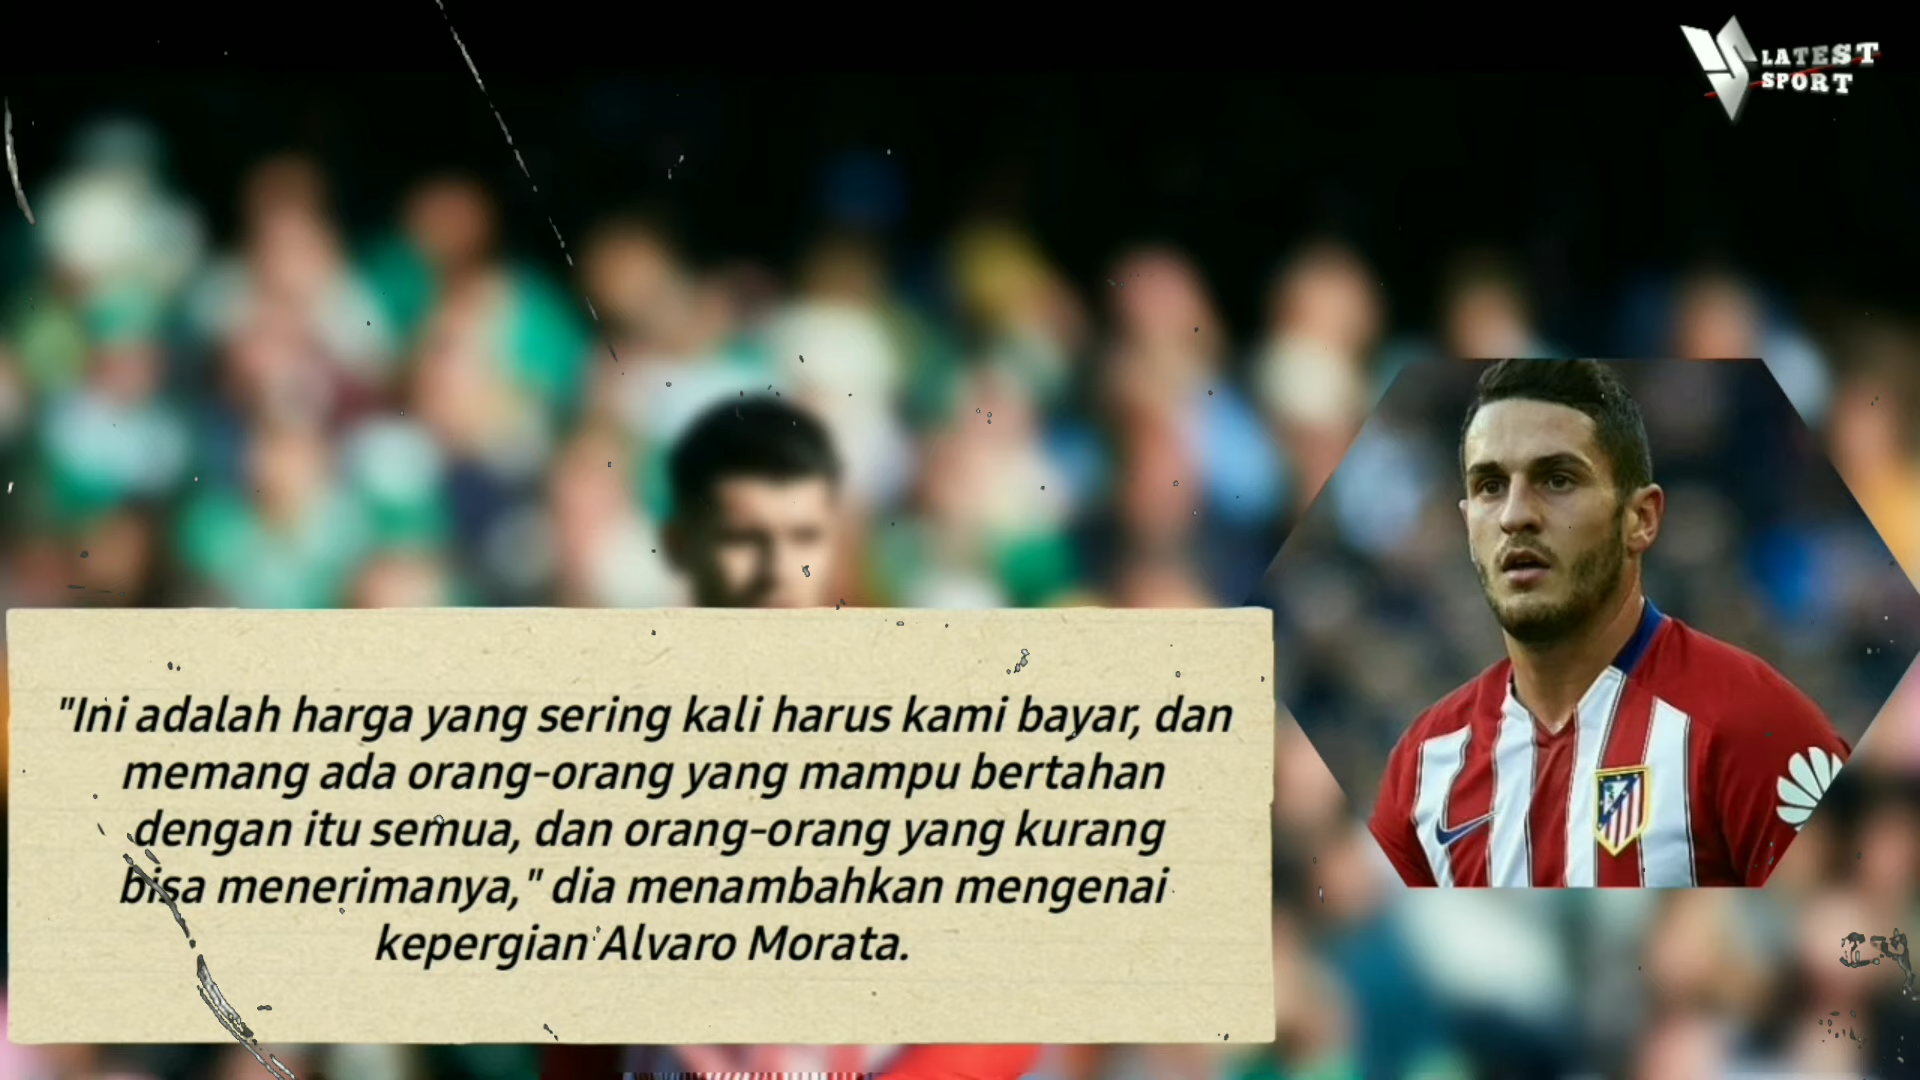 LATEST
SPORT
"Ini adalah harga yang sering kali harus kami bayar, dan
memang ada orang-orang yang mampu bertahan
dengan itu semua, dan orang-orang yang kurang
bisa menerimanya," dia menambahkan mengenai
kepergian Alvaro Morata.